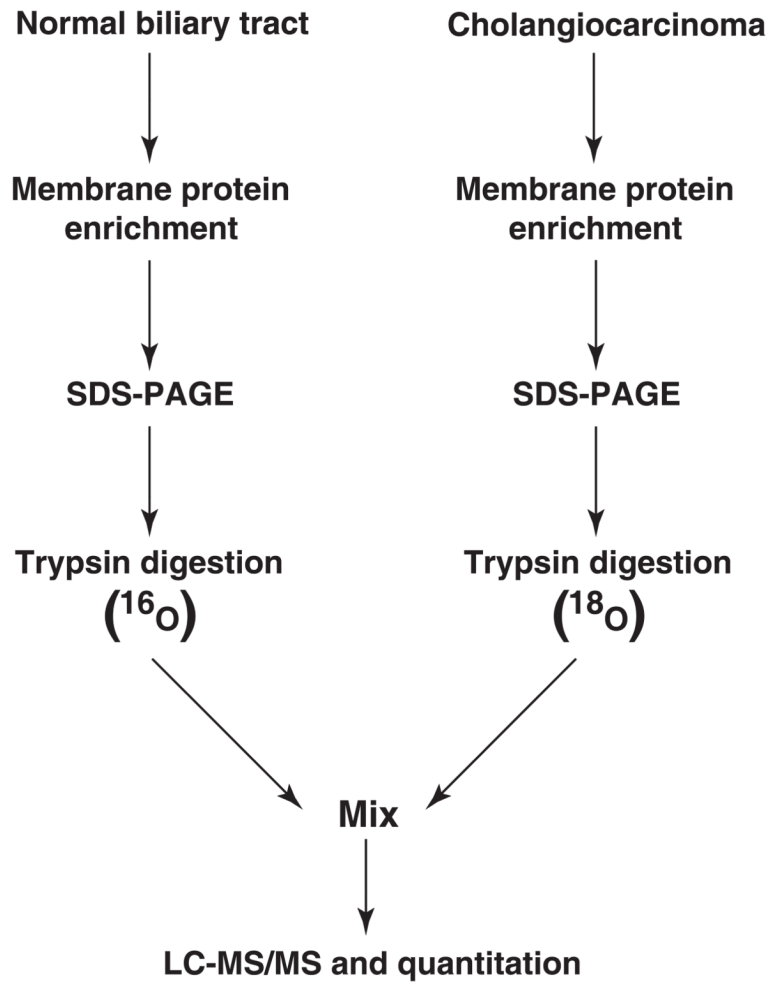 Normal biliary tract
Cholangiocarcinoma
Membrane protein
enrichment
Membrane protein
enrichment
SDS-PAGE
SDS-PAGE
Trypsin digestion
(¹⁶O)
Trypsin digestion
(¹⁸O)
Mix
LC-MS/MS and quantitation